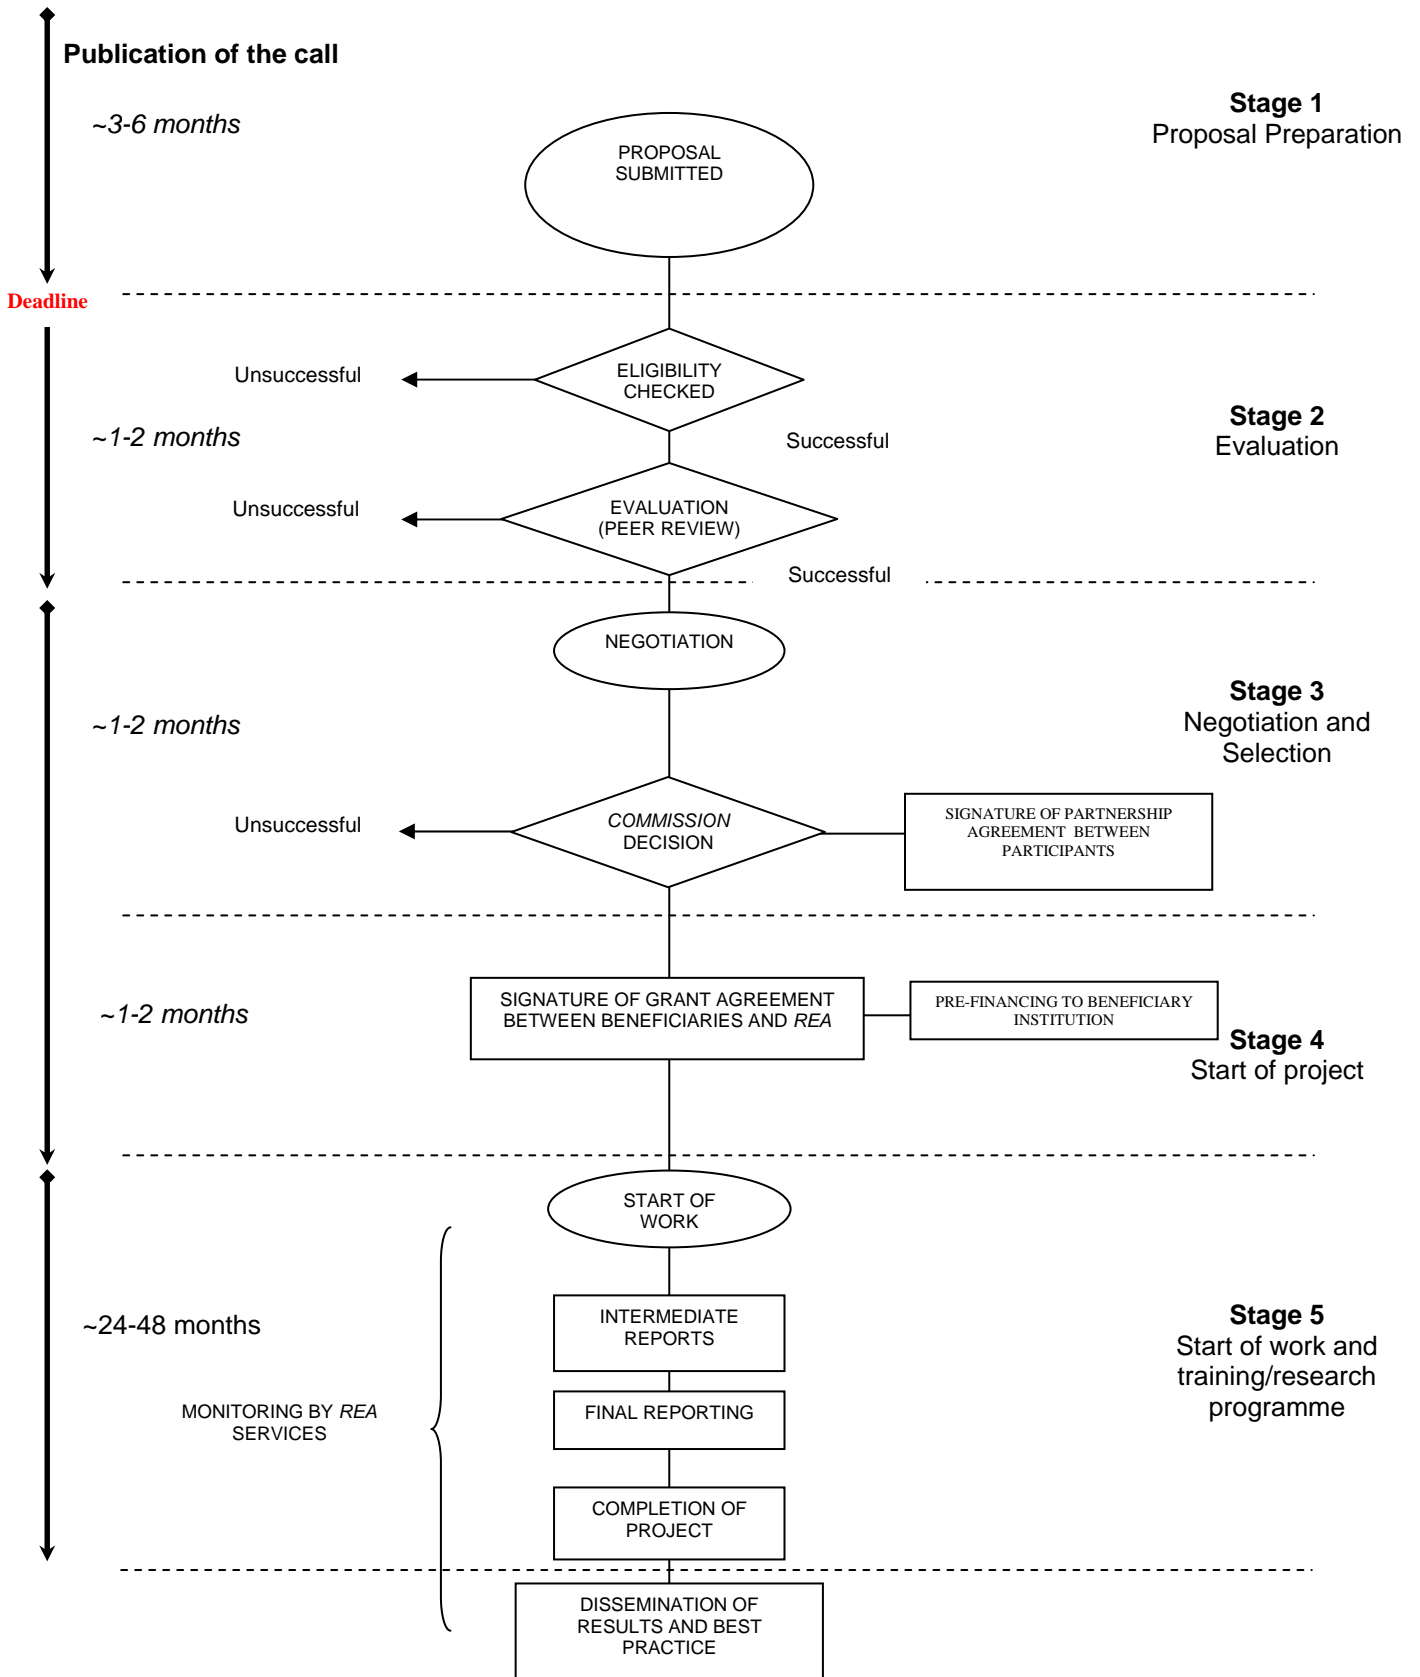 Publication of the call
~3-6 months
Stage 1
Proposal Preparation
PROPOSAL
SUBMITTED
Deadline
Unsuccessful
ELIGIBILITY
CHECKED
~1-2 months
Successful
Stage 2
Evaluation
Unsuccessful
EVALUATION
(PEER REVIEW)
Successful
NEGOTIATION
~1-2 months
Stage 3
Negotiation and
Selection
Unsuccessful
COMMISSION
DECISION
SIGNATURE OF PARTNERSHIP
AGREEMENT BETWEEN
PARTICIPANTS
~1-2 months
SIGNATURE OF GRANT AGREEMENT
BETWEEN BENEFICIARIES AND REA
PRE-FINANCING TO BENEFICIARY
INSTITUTION
Stage 4
Start of project
START OF
WORK
~24-48 months
INTERMEDIATE
REPORTS
Stage 5
Start of work and
training/research
programme
MONITORING BY REA
SERVICES
FINAL REPORTING
COMPLETION OF
PROJECT
DISSEMINATION OF
RESULTS AND BEST
PRACTICE